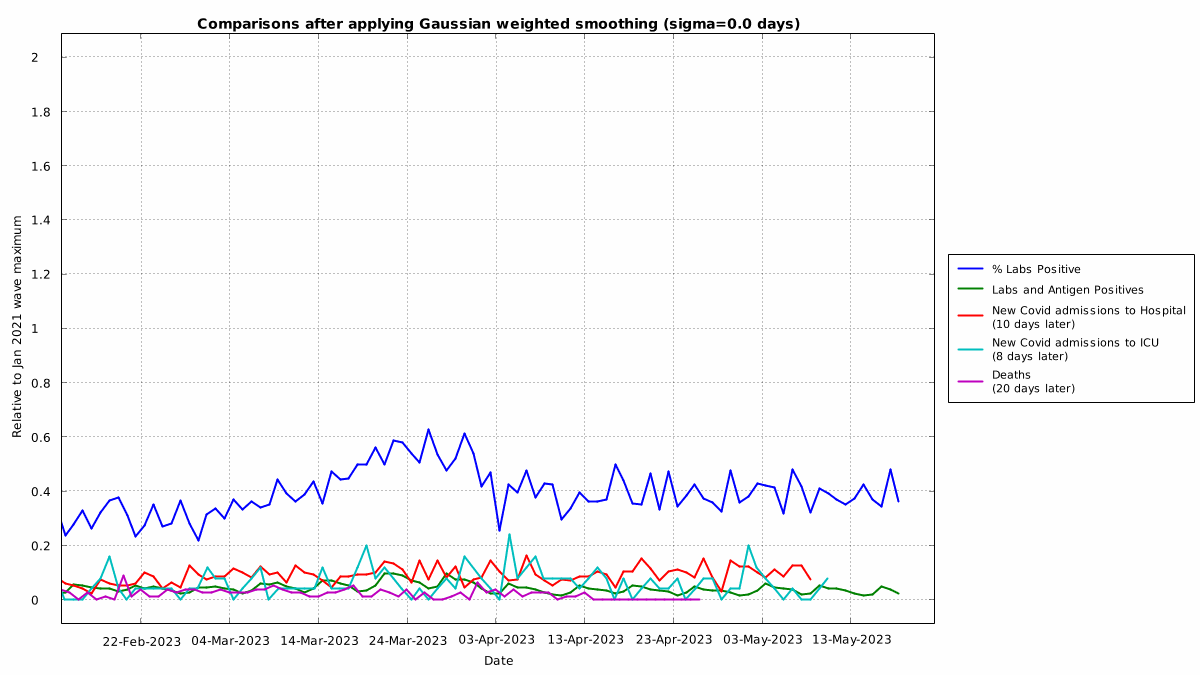 Comparisons after applying Gaussian weighted smoothing (sigma=0.0 days)
2
1.8
1.6
1.4
1.2
1
0.8
0.6
0.4
0.2
0
Relative to Jan 2021 wave maximum
22-Feb-2023 04-Mar-2023 14-Mar-2023 24-Mar-2023 03-Apr-2023 13-Apr-2023 23-Apr-2023 03-May-2023 13-May-2023
Date
% Labs Positive
Labs and Antigen Positives
New Covid admissions to Hospital
(10 days later)
New Covid admissions to ICU
(8 days later)
Deaths
(20 days later)